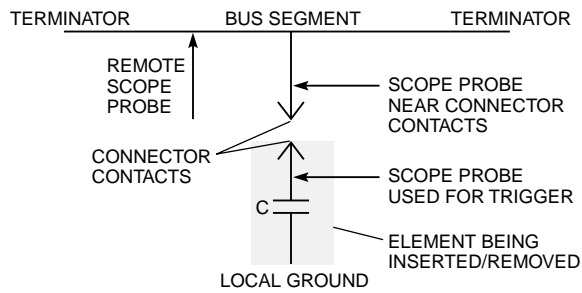 TERMINATOR BUS SEGMENT TERMINATOR
REMOTE
SCOPE
PROBE
SCOPE PROBE
NEAR CONNECTOR
CONTACTS
CONNECTOR
CONTACTS
SCOPE PROBE
USED FOR TRIGGER
C
ELEMENT BEING
INSERTED/REMOVED
LOCAL GROUND